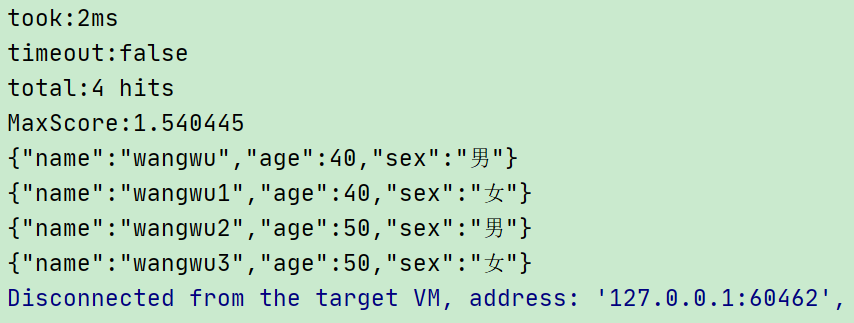 took:2ms
timeout:false
total:4 hits
MaxScore:1.540445
{"name":"wangwu","age":40,"sex":"男"}
{"name":"wangwu1","age":40,"sex":"女"}
{"name":"wangwu2","age":50,"sex":"男"}
{"name":"wangwu3","age":50,"sex":"女"}
Disconnected from the target VM, address: '127.0.0.1:60462',